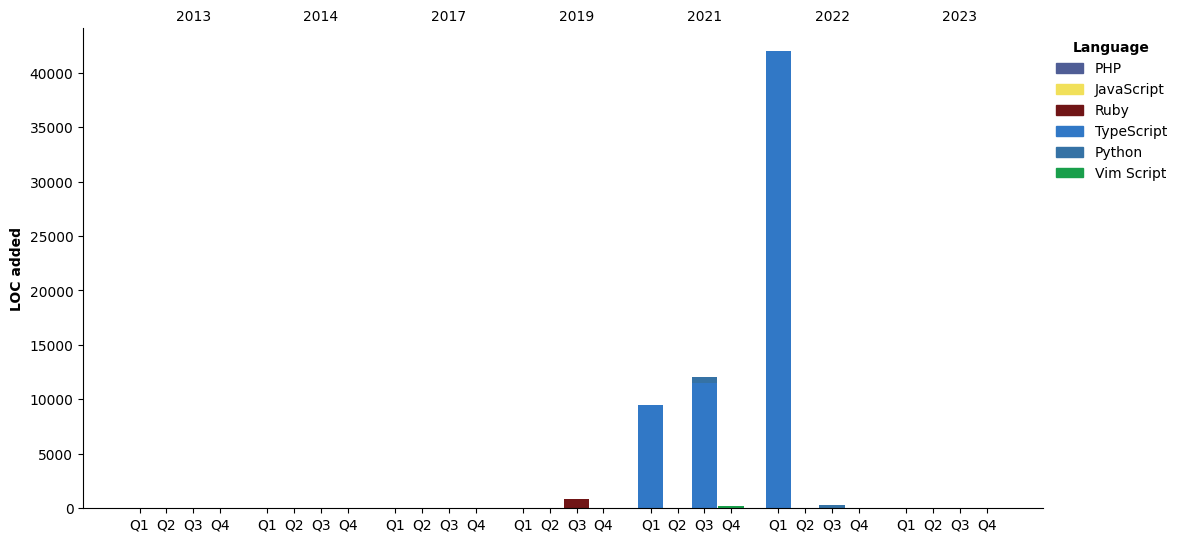 2013 2014 2017 2019 2021 2022 2023
Language
PHP
JavaScript
Ruby
TypeScript
Python
Vim Script
LOC added
40000
35000
30000
25000
20000
15000
10000
5000
0
Q1 Q2 Q3 Q4 Q1 Q2 Q3 Q4 Q1 Q2 Q3 Q4 Q1 Q2 Q3 Q4 Q1 Q2 Q3 Q4 Q1 Q2 Q3 Q4 Q1 Q2 Q3 Q4